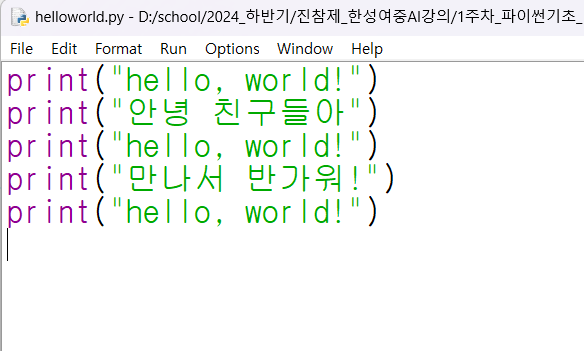 helloworld.py - D:/school/2024_하반기/진참제_한성여중AI강의/1주차_파이썬기초_
File Edit Format Run Options Window Help
print("hello, world!")
print("안녕 친구들아")
print("hello, world!")
print("만나서 반가워!")
print("hello, world!")